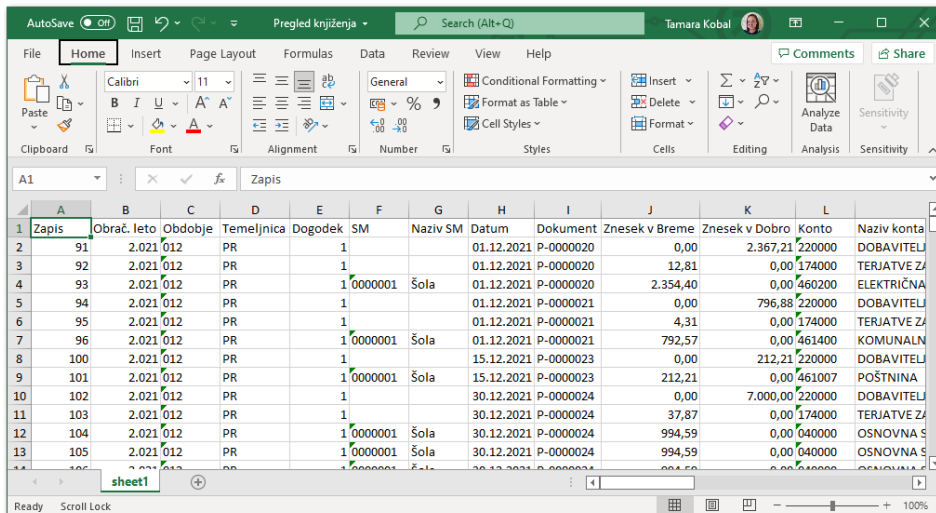 AutoSave Off Pregled knjiženja Search (Alt+Q) Tamara Kobal
File Home Insert Page Layout Formulas Data Review View Help Comments Share
Calibri 11 General Conditional Formatting Insert
Paste B I U Format as Table Delete Analyze Data Sensitivity
Cell Styles Format
Clipboard Font Alignment Number Styles Cells Editing Analysis Sensitivity
A1 fx Zapis
A B C D E F G H I J K L
1 Zapis Obrač. leto Obdobje Temeljnica Dogodek SM Naziv SM Datum Dokument Znesek v Breme Znesek v Dobro Konto Naziv konta
2 91 2.021 012 PR 1 01.12.2021 P-0000020 0,00 2.367,21 220000 DOBAVITELJ
3 92 2.021 012 PR 1 01.12.2021 P-0000020 12,81 0,00 174000 TERJATVE ZA
4 93 2.021 012 PR 1 0000001 Šola 01.12.2021 P-0000020 2.354,40 0,00 460200 ELEKTRIČNA
5 94 2.021 012 PR 1 01.12.2021 P-0000021 0,00 796,88 220000 DOBAVITELJ
6 95 2.021 012 PR 1 01.12.2021 P-0000021 4,31 0,00 174000 TERJATVE ZA
7 96 2.021 012 PR 1 0000001 Šola 01.12.2021 P-0000021 792,57 0,00 461400 KOMUNALN
8 100 2.021 012 PR 1 15.12.2021 P-0000023 0,00 212,21 220000 DOBAVITELJ
9 101 2.021 012 PR 1 0000001 Šola 15.12.2021 P-0000023 212,21 0,00 461007 POŠTNINA
10 102 2.021 012 PR 1 30.12.2021 P-0000024 0,00 7.000,00 220000 DOBAVITELJ
11 103 2.021 012 PR 1 30.12.2021 P-0000024 37,87 0,00 174000 TERJATVE ZA
12 104 2.021 012 PR 1 0000001 Šola 30.12.2021 P-0000024 994,59 0,00 040000 OSNOVNA S
13 105 2.021 012 PR 1 0000001 Šola 30.12.2021 P-0000024 994,59 0,00 040000 OSNOVNA S
sheet1
Ready Scroll Lock 100%